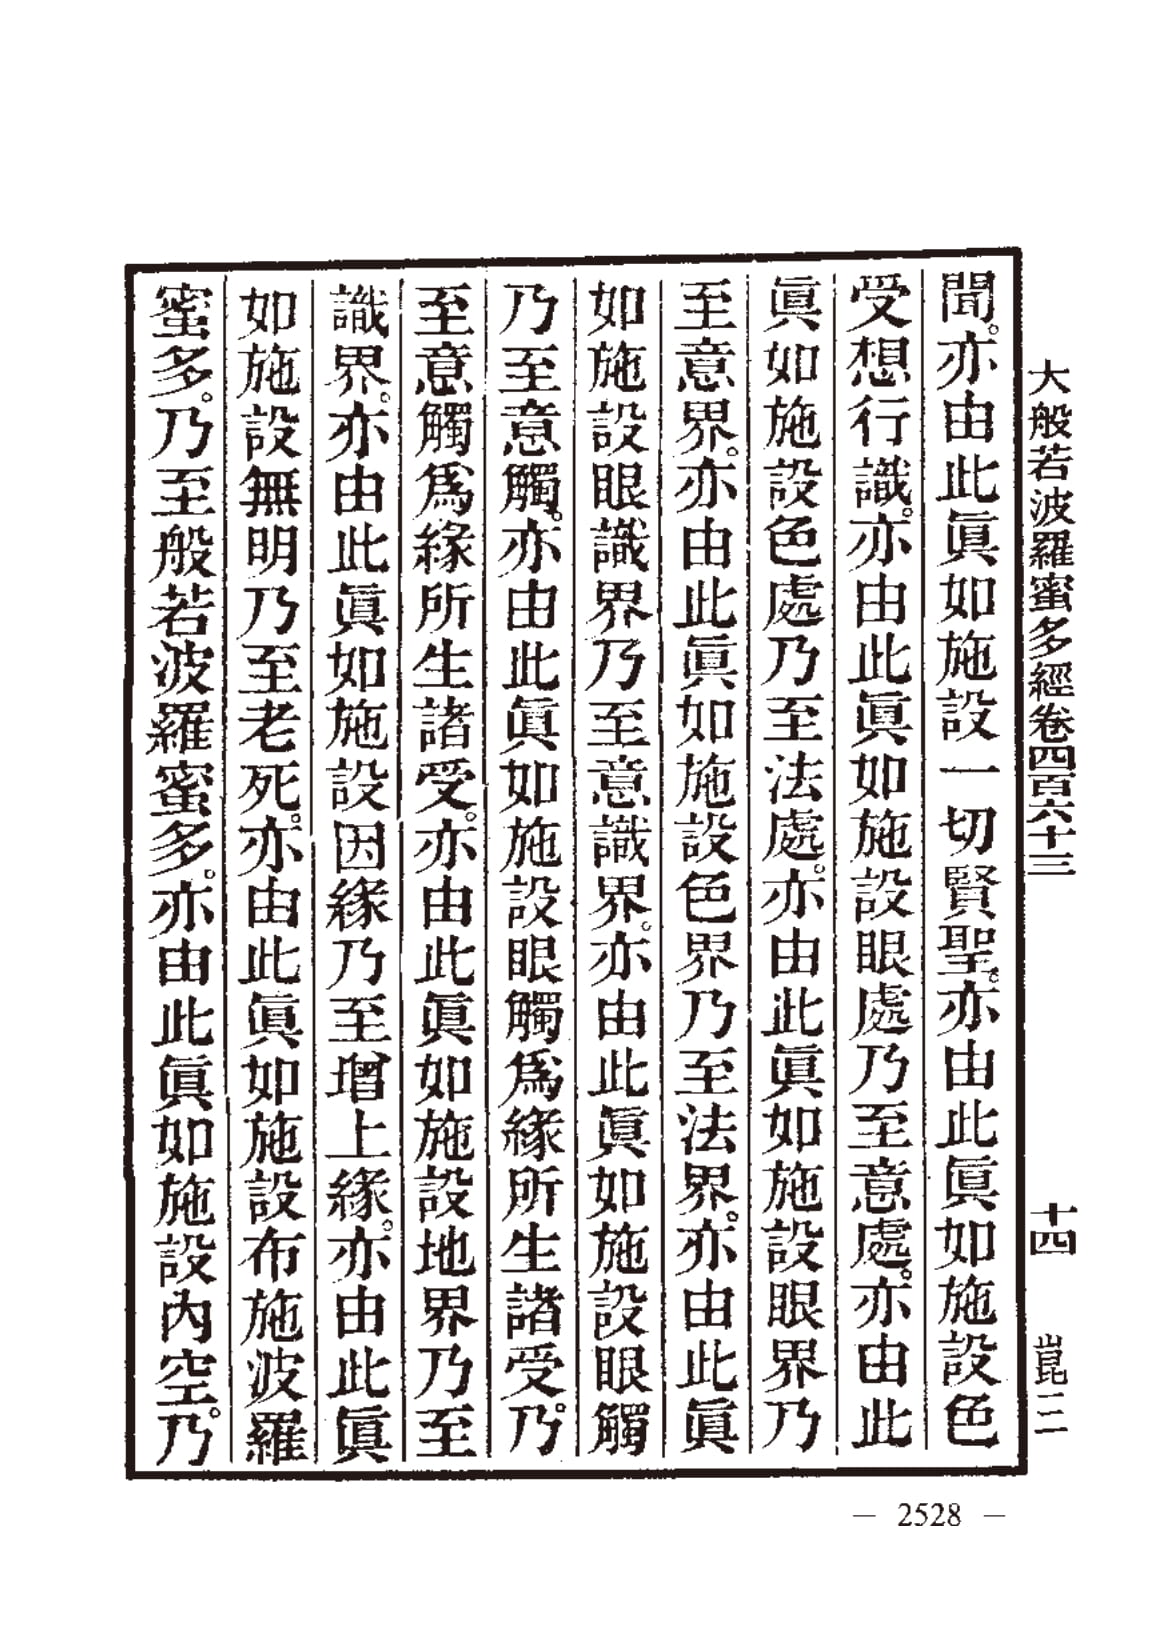 大般若波羅蜜多經卷四百六十三 十四 崑三
聞。亦由此眞如施設一切賢聖。亦由此眞如施設色
受想行識。亦由此眞如施設眼處乃至意處。亦由此
眞如施設色處乃至法處。亦由此眞如施設眼界乃
至意界。亦由此眞如施設色界乃至法界。亦由此眞
如施設眼識界乃至意識界。亦由此眞如施設眼觸
乃至意觸。亦由此眞如施設眼觸爲緣所生諸受。乃
至意觸爲緣所生諸受。亦由此眞如施設地界乃至
識界。亦由此眞如施設因緣乃至增上緣。亦由此眞
如施設無明乃至老死。亦由此眞如施設布施波羅
蜜多。乃至般若波羅蜜多。亦由此眞如施設內空。乃
— 2528 —